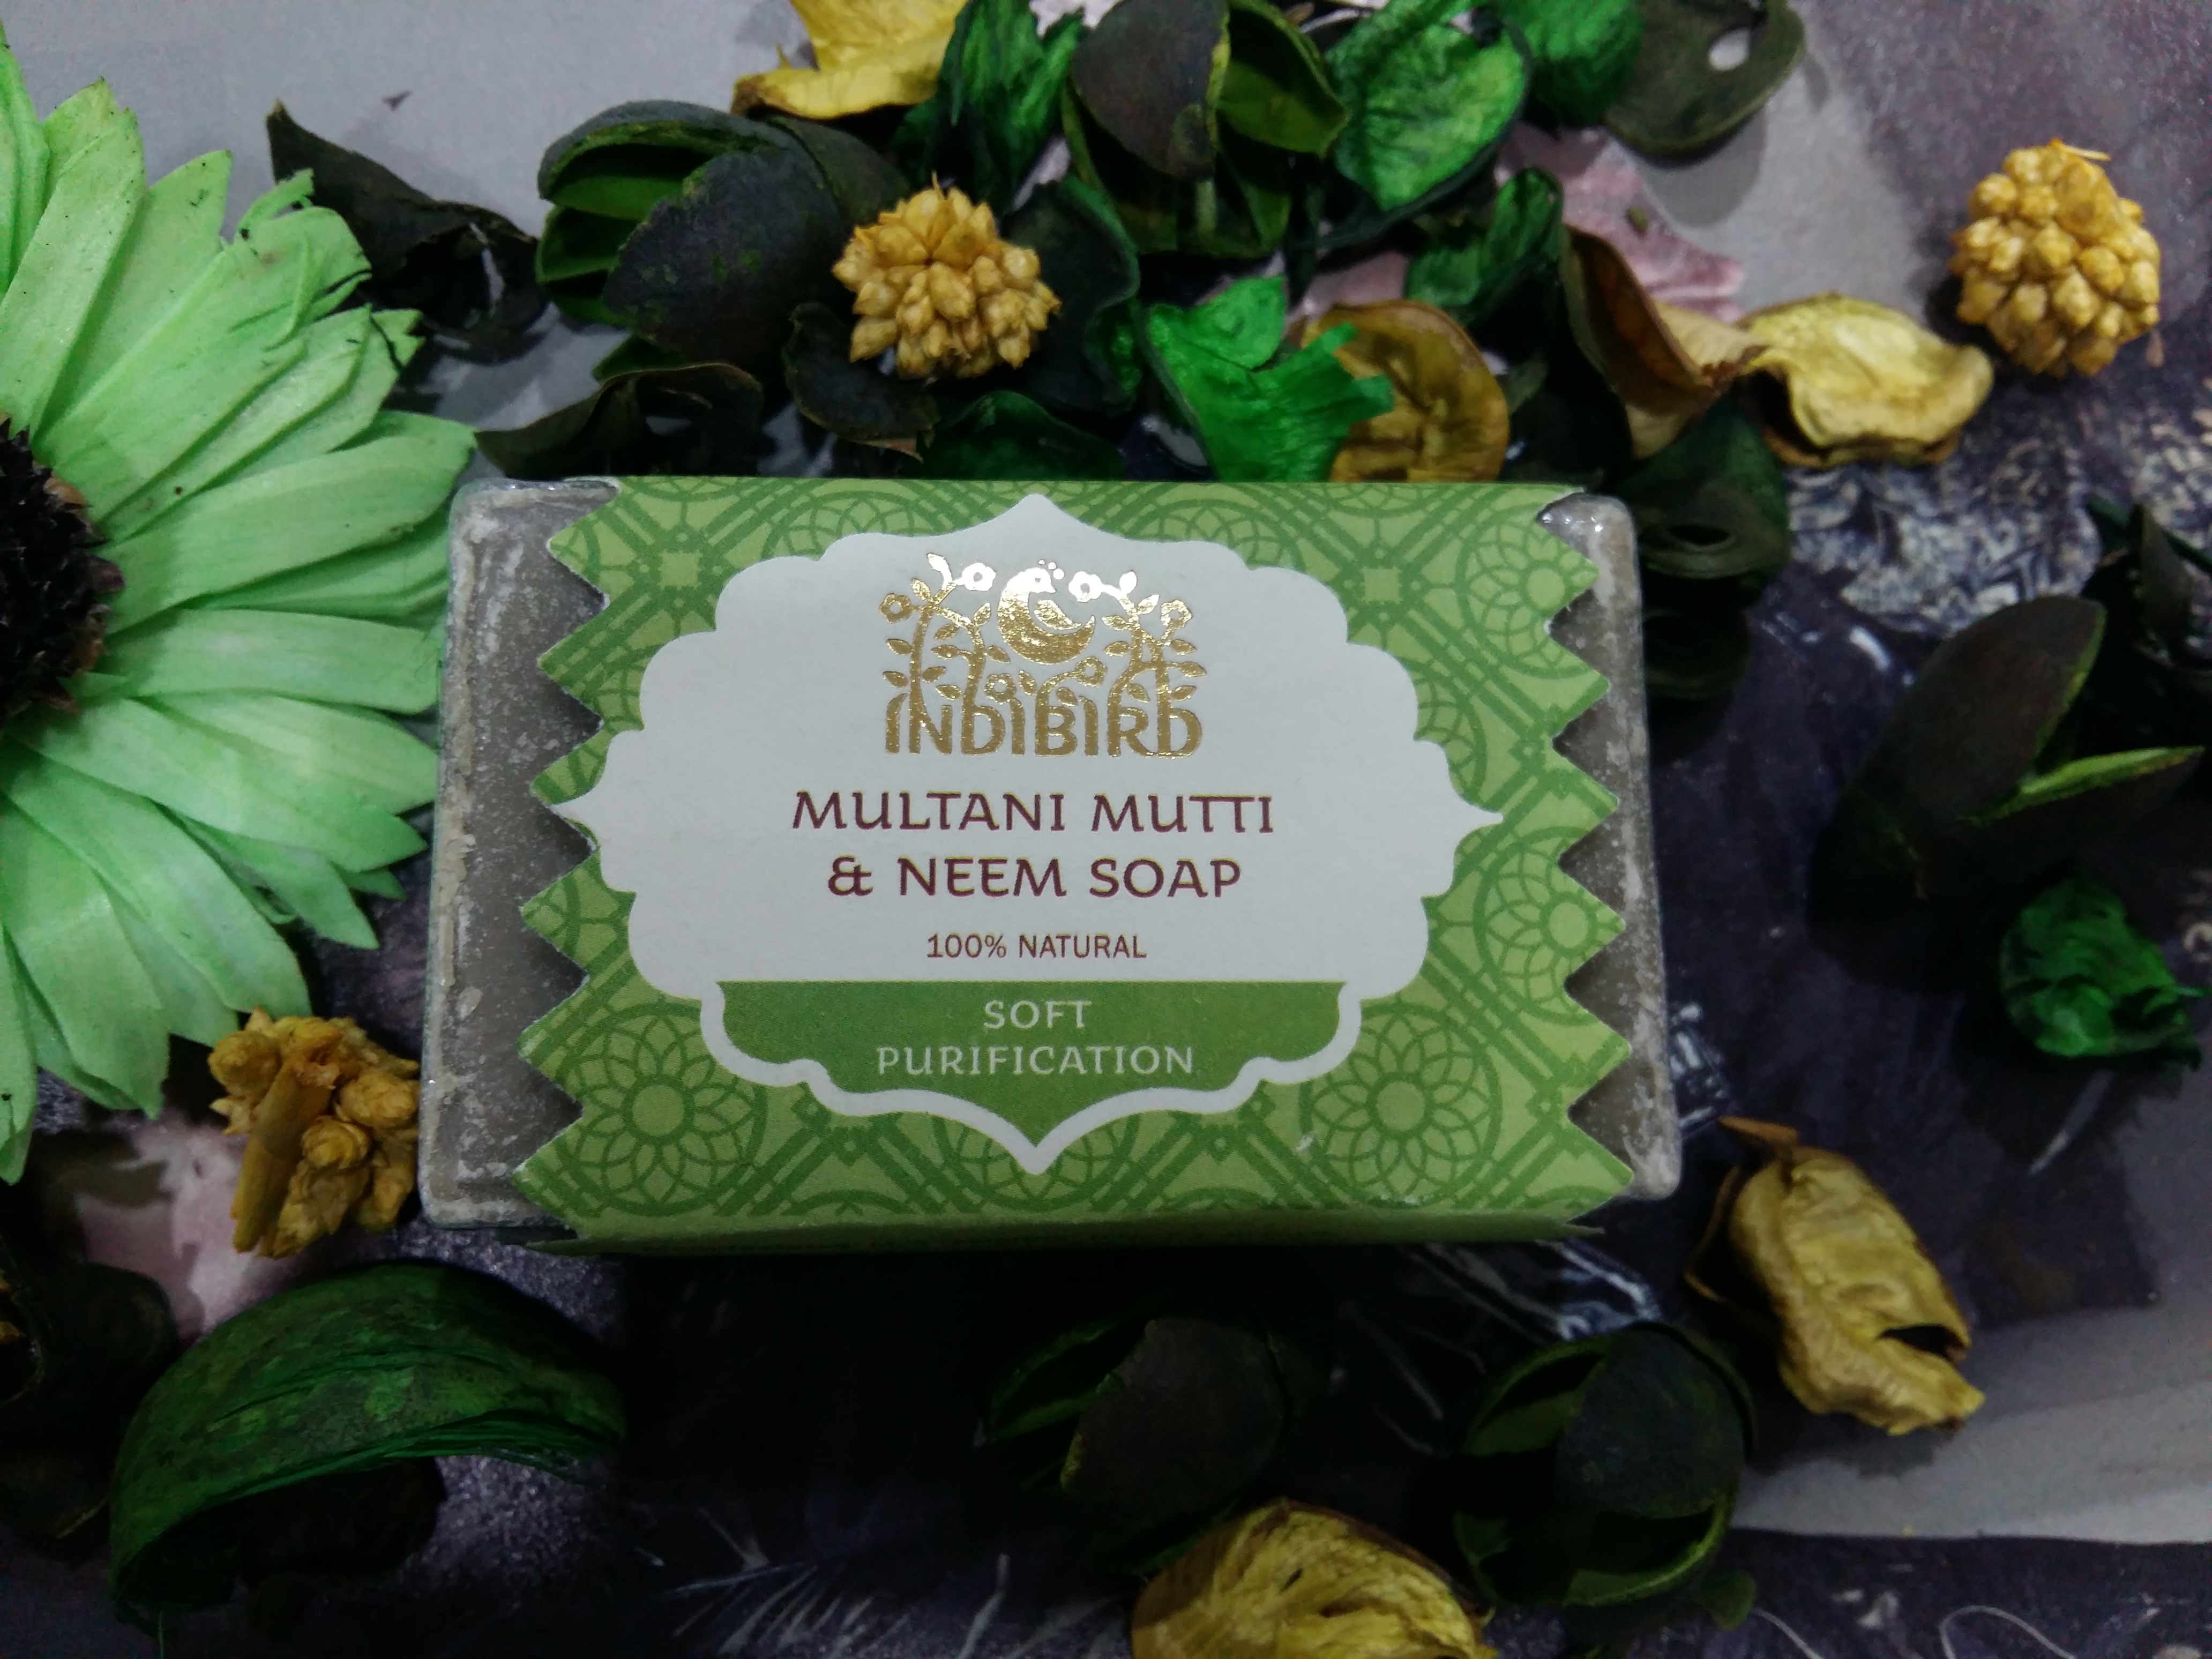 INDIBIRD
MULTANI MUTTI
& NEEM SOAP
100% NATURAL
SOFT
PURIFICATION